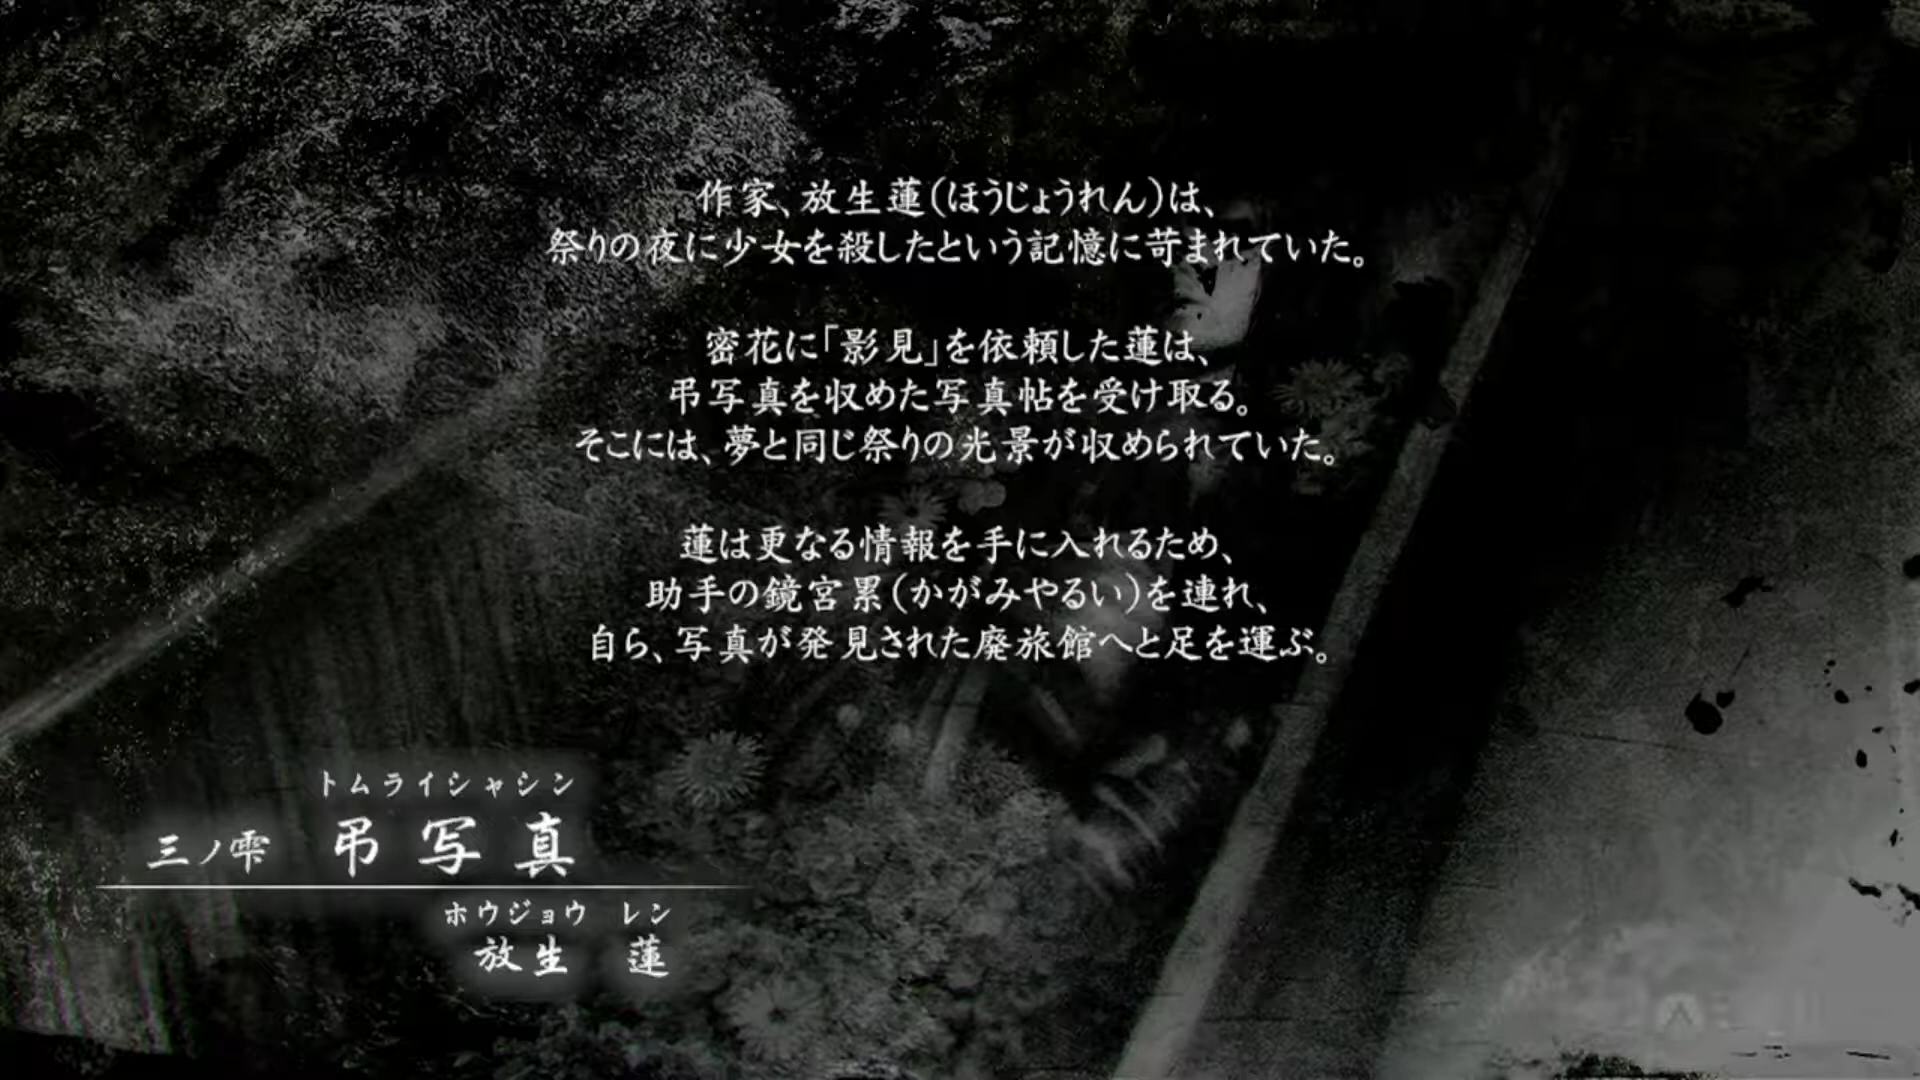 作家、放生蓮(ほうじょうれん)は、
祭りの夜に少女を殺したという記憶に苛まれていた。
密花に「影見」を依頼した蓮は、
弔写真を収めた写真帖を受け取る。
そこには、夢と同じ祭りの光景が収められていた。
蓮は更なる情報を手に入れるため、
助手の鏡宮累(かがみやるい)を連れ、
自ら、写真が発見された廃旅館へと足を運ぶ。
トムライシャシン
三ノ雫 弔写真
ホウジョウ レン
放生 蓮